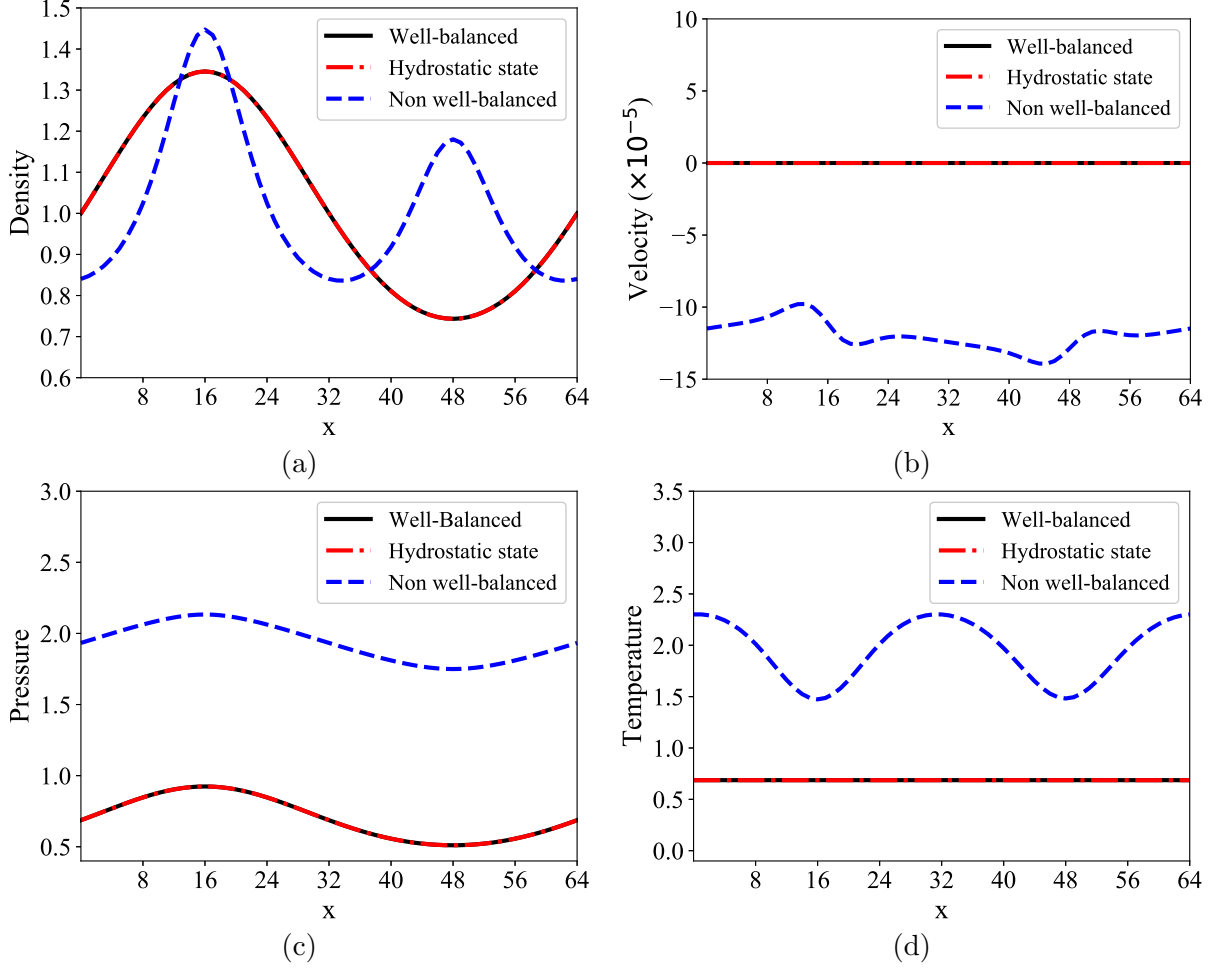 1.5
1.4
1.3
1.2
1.1
1.0
0.9
0.8
0.7
0.6
Density
Well-balanced
Hydrostatic state
Non well-balanced
8 16 24 32 40 48 56 64
x
(a)
10
5
0
−5
−10
−15
Velocity (×10⁻⁵)
Well-balanced
Hydrostatic state
Non well-balanced
8 16 24 32 40 48 56 64
x
(b)
3.0
2.5
2.0
1.5
1.0
0.5
Pressure
Well-Balanced
Hydrostatic state
Non well-balanced
8 16 24 32 40 48 56 64
x
(c)
3.5
3.0
2.5
2.0
1.5
1.0
0.5
0.0
Temperature
Well-balanced
Hydrostatic state
Non well-balanced
8 16 24 32 40 48 56 64
x
(d)